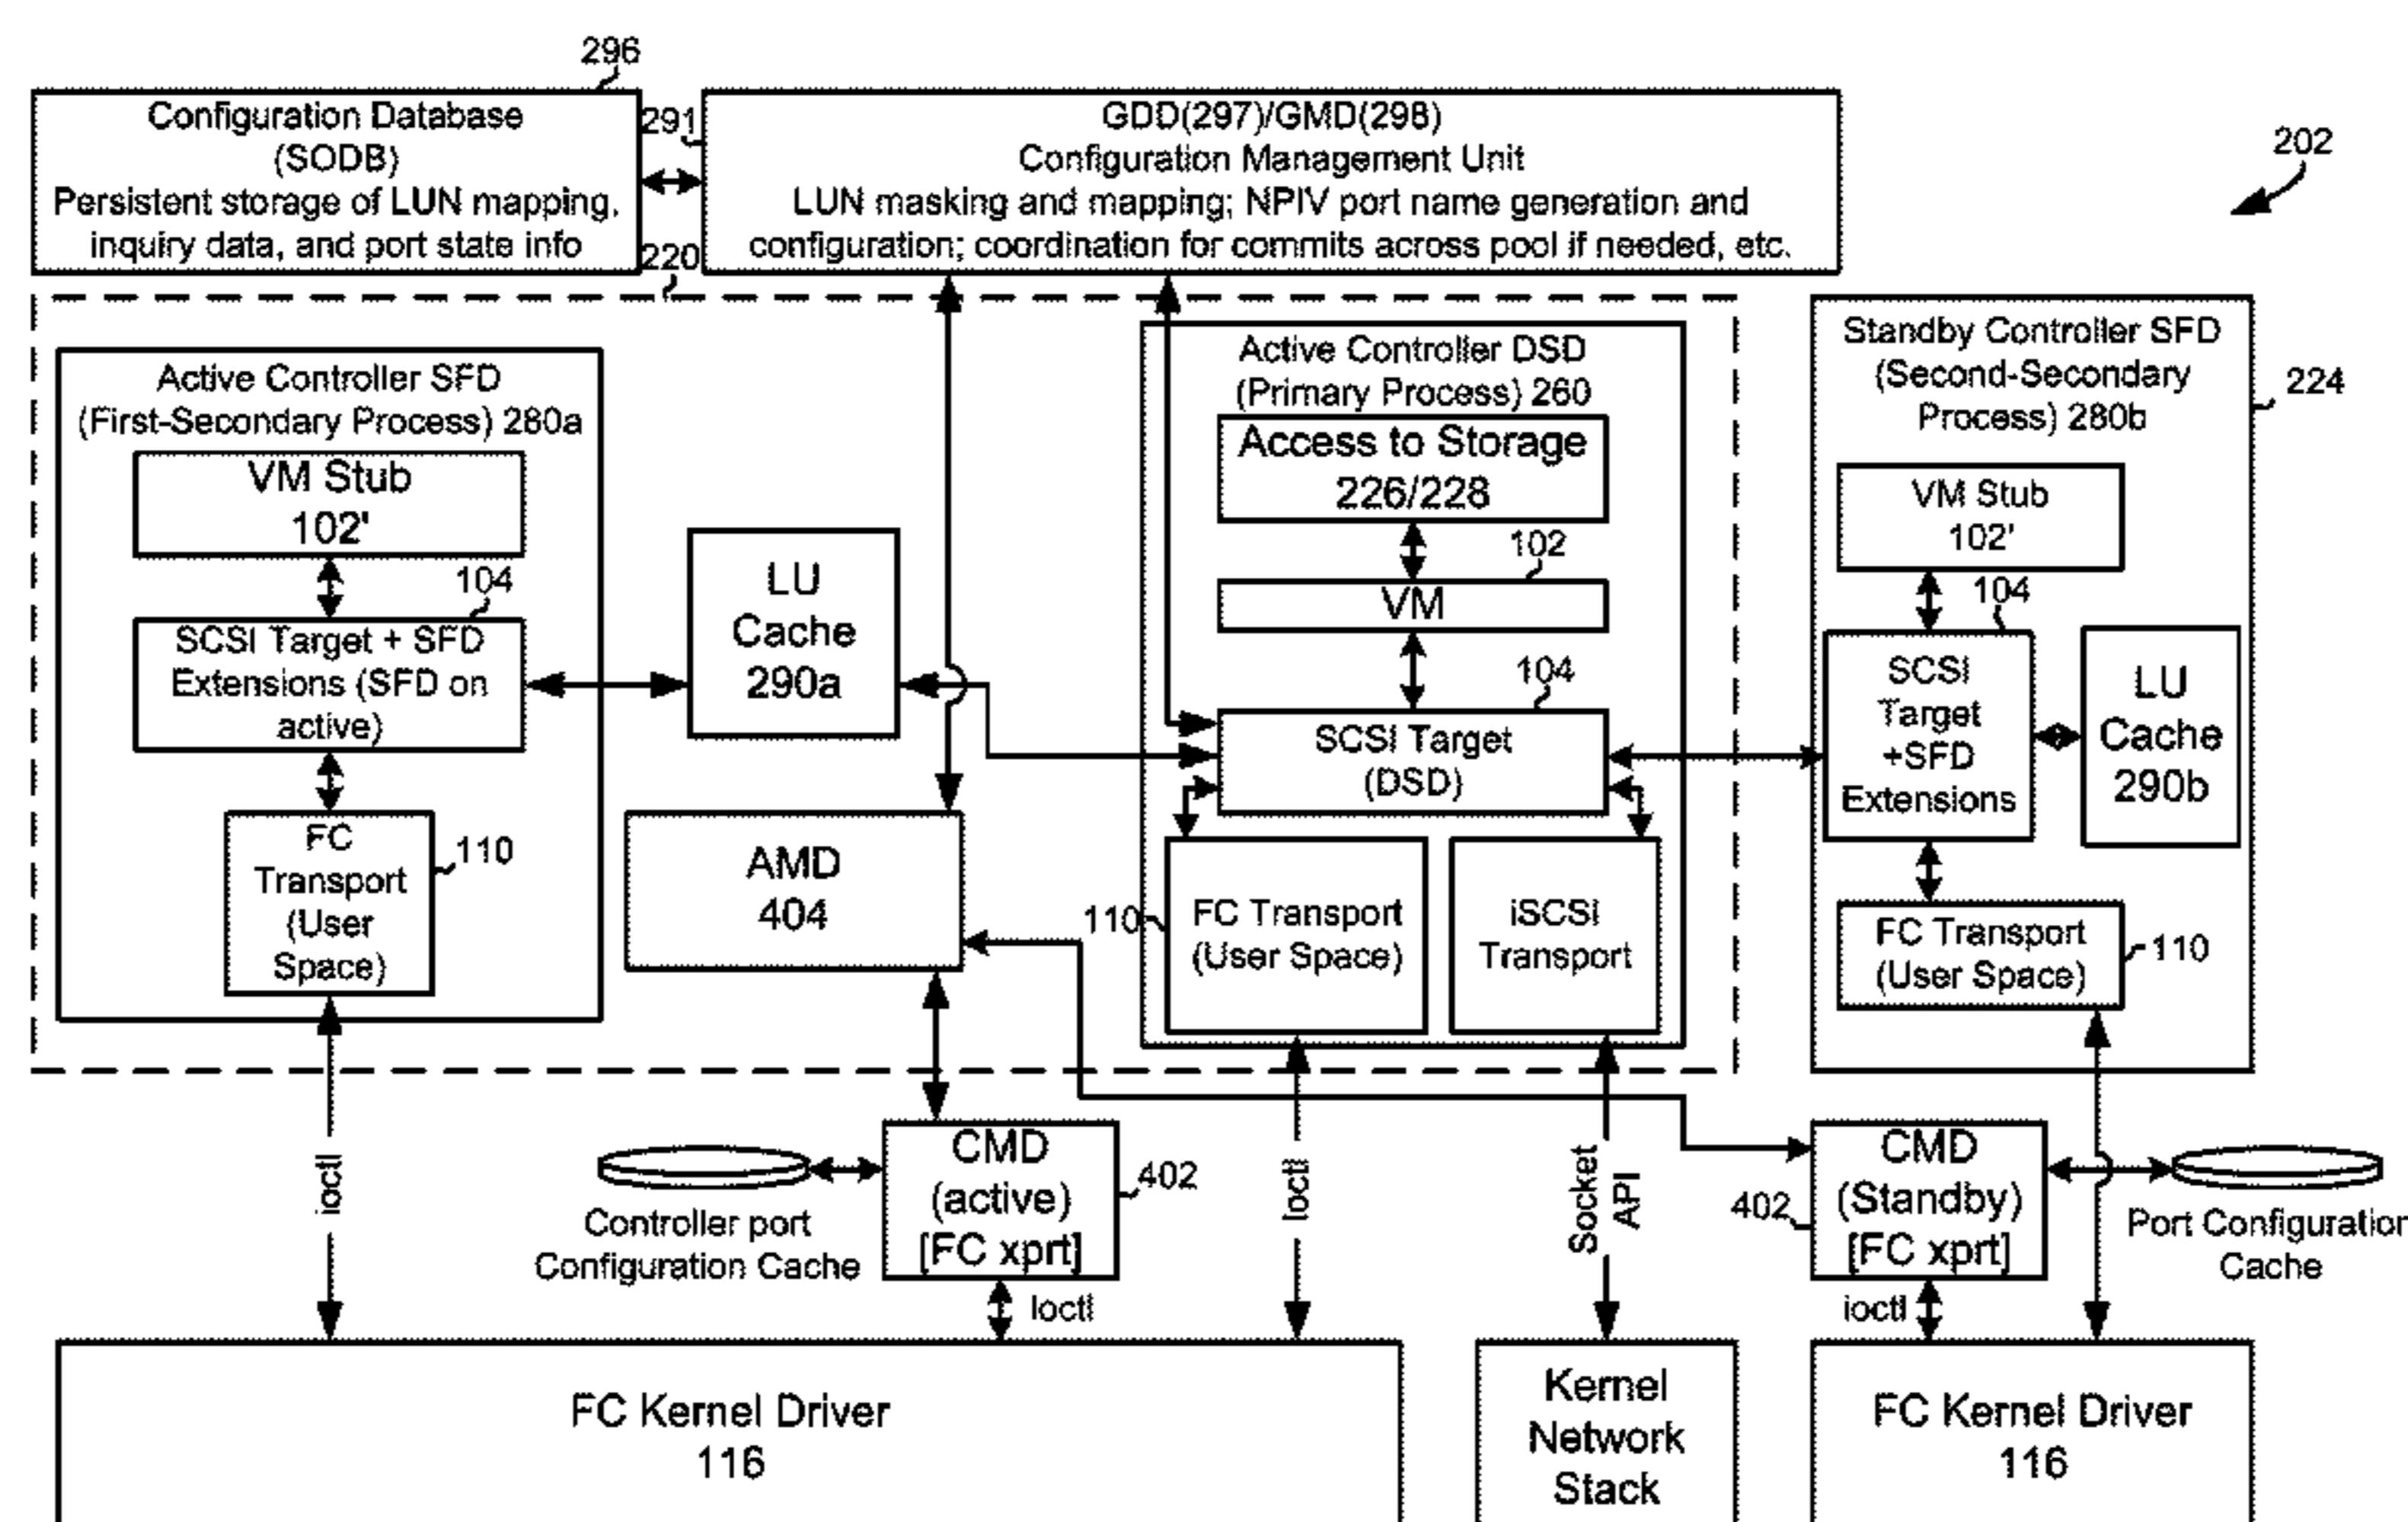 296
Configuration Database
(SODB)
Persistent storage of LUN mapping,
inquiry data, and port state info
291
GDD(297)/GMD(298)
Configuration Management Unit
LUN masking and mapping; NPIV port name generation and
configuration; coordination for commits across pool if needed, etc.
202
220
Active Controller SFD
(First-Secondary Process) 280a
VM Stub
102'
104
SCSI Target + SFD
Extensions (SFD on
active)
FC
Transport
(User
Space)
110
LU
Cache
290a
AMD
404
Active Controller DSD
(Primary Process) 260
Access to Storage
226/228
102
VM
104
SCSI Target
(DSD)
110
FC Transport
(User Space)
iSCSI
Transport
Standby Controller SFD
(Second-Secondary
Process) 280b
224
VM Stub
102'
104
SCSI
Target
+SFD
Extensions
LU
Cache
290b
FC Transport
(User Space)
110
ioctl
Controller port
Configuration Cache
CMD
(active)
[FC xprt]
402
Ioctl
Ioctl
Socket
API
402
CMD
(Standby)
[FC xprt]
Port Configuration
Cache
ioctl
FC Kernel Driver
116
Kernel
Network
Stack
FC Kernel Driver
116